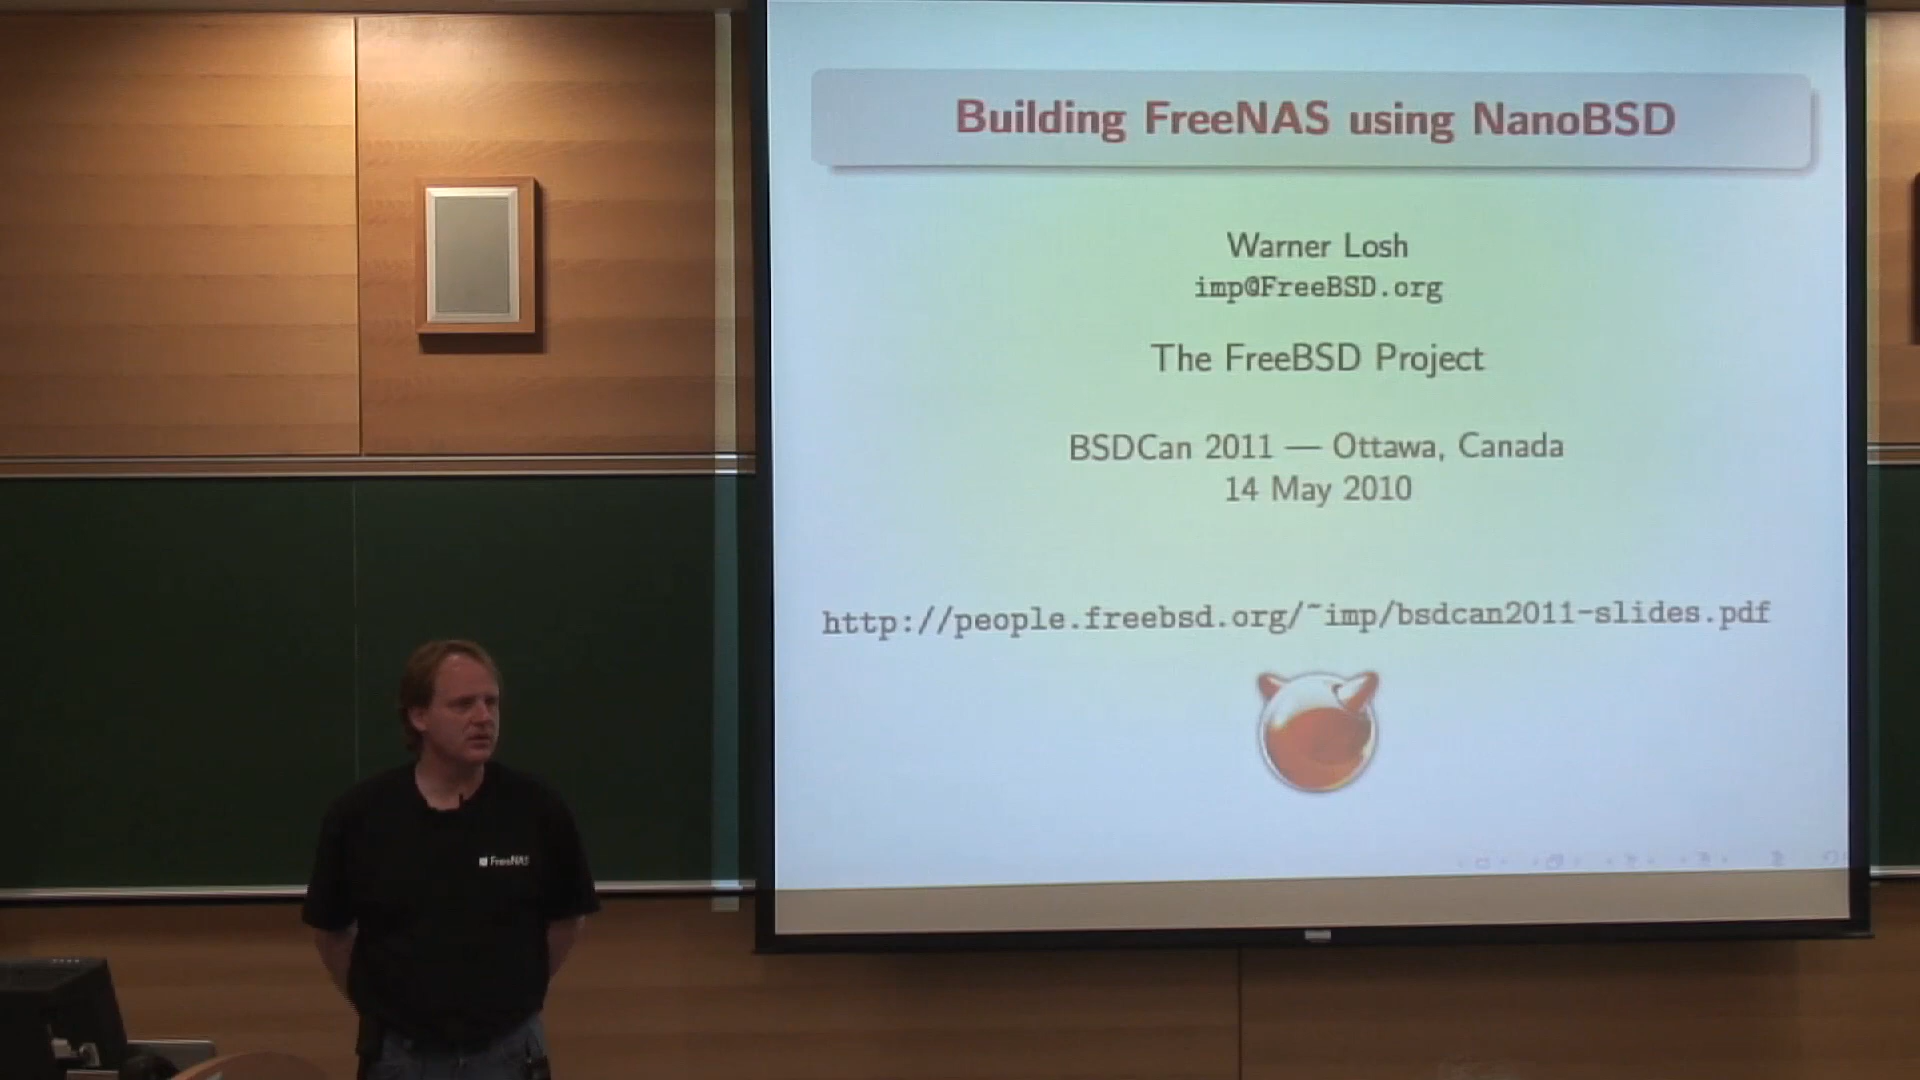 Building FreeNAS using NanoBSD
Warner Losh
imp@FreeBSD.org
The FreeBSD Project
BSDCan 2011 — Ottawa, Canada
14 May 2010
http://people.freebsd.org/~imp/bsdcan2011-slides.pdf
FreeNAS